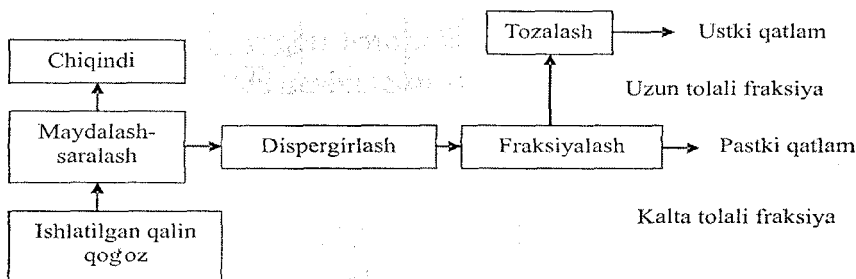 Tozalash
Ustki qatlam
Chiqindi
Uzun tolali fraksiya
Maydalash-
saralash
Dispergirlash
Fraksiyalash
Pastki qatlam
Kalta tolali fraksiya
Ishlatilgan qalin
qog'oz